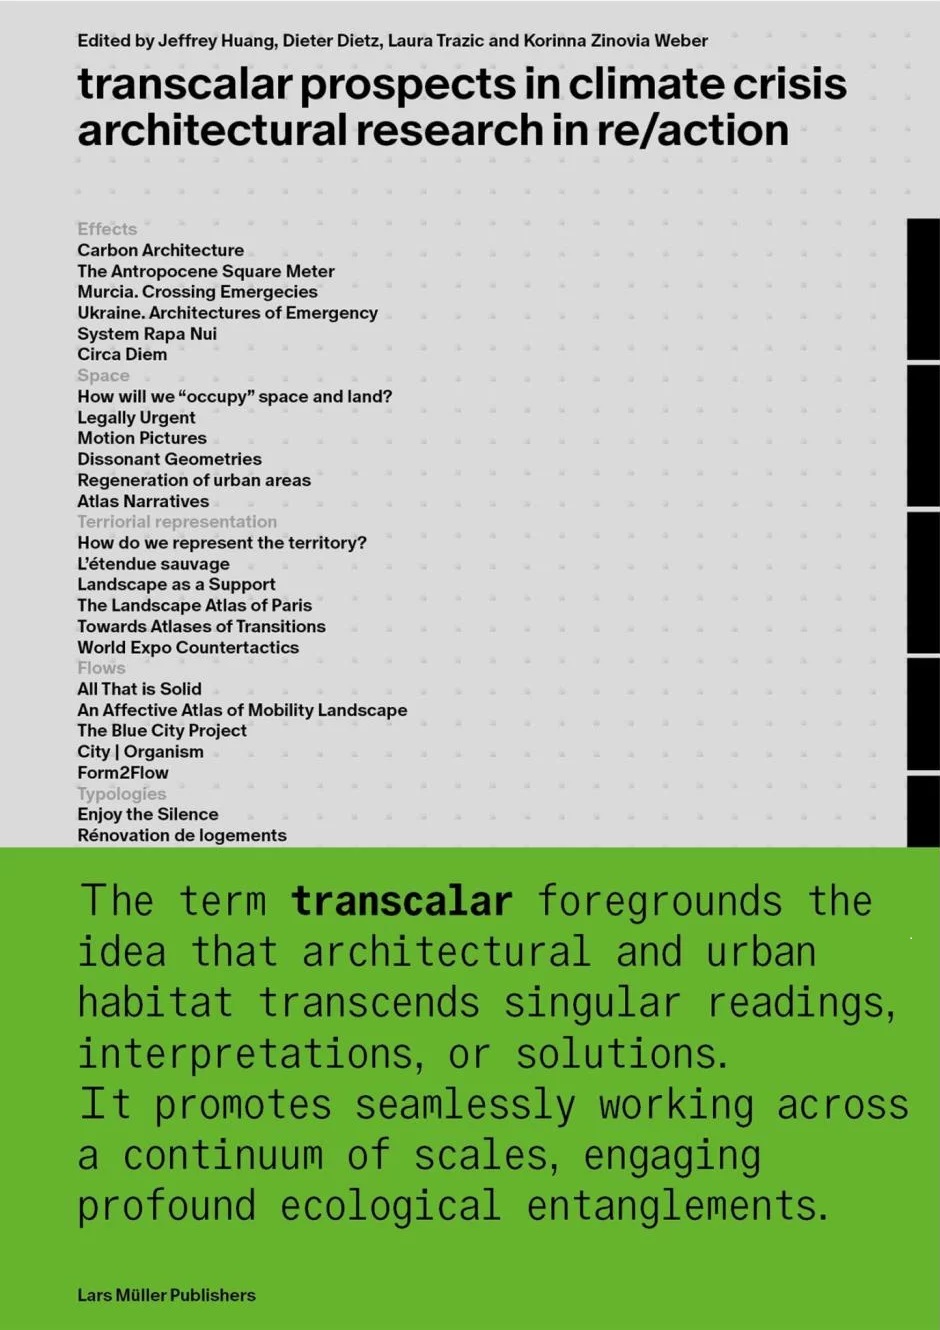 Edited by Jeffrey Huang, Dieter Dietz, Laura Trazic and Korinna Zinovia Weber
transcalar prospects in climate crisis
architectural research in re/action
Effects
Carbon Architecture
The Antropocene Square Meter
Murcia. Crossing Emergecies
Ukraine. Architectures of Emergency
System Rapa Nui
Circa Diem
Space
How will we “occupy” space and land?
Legally Urgent
Motion Pictures
Dissonant Geometries
Regeneration of urban areas
Atlas Narratives
Terriorial representation
How do we represent the territory?
L’étendue sauvage
Landscape as a Support
The Landscape Atlas of Paris
Towards Atlases of Transitions
World Expo Countertactics
Flows
All That is Solid
An Affective Atlas of Mobility Landscape
The Blue City Project
City | Organism
Form2Flow
Typologies
Enjoy the Silence
Rénovation de logements
The term transcalar foregrounds the
idea that architectural and urban
habitat transcends singular readings,
interpretations, or solutions.
It promotes seamlessly working across
a continuum of scales, engaging
profound ecological entanglements.
Lars Müller Publishers